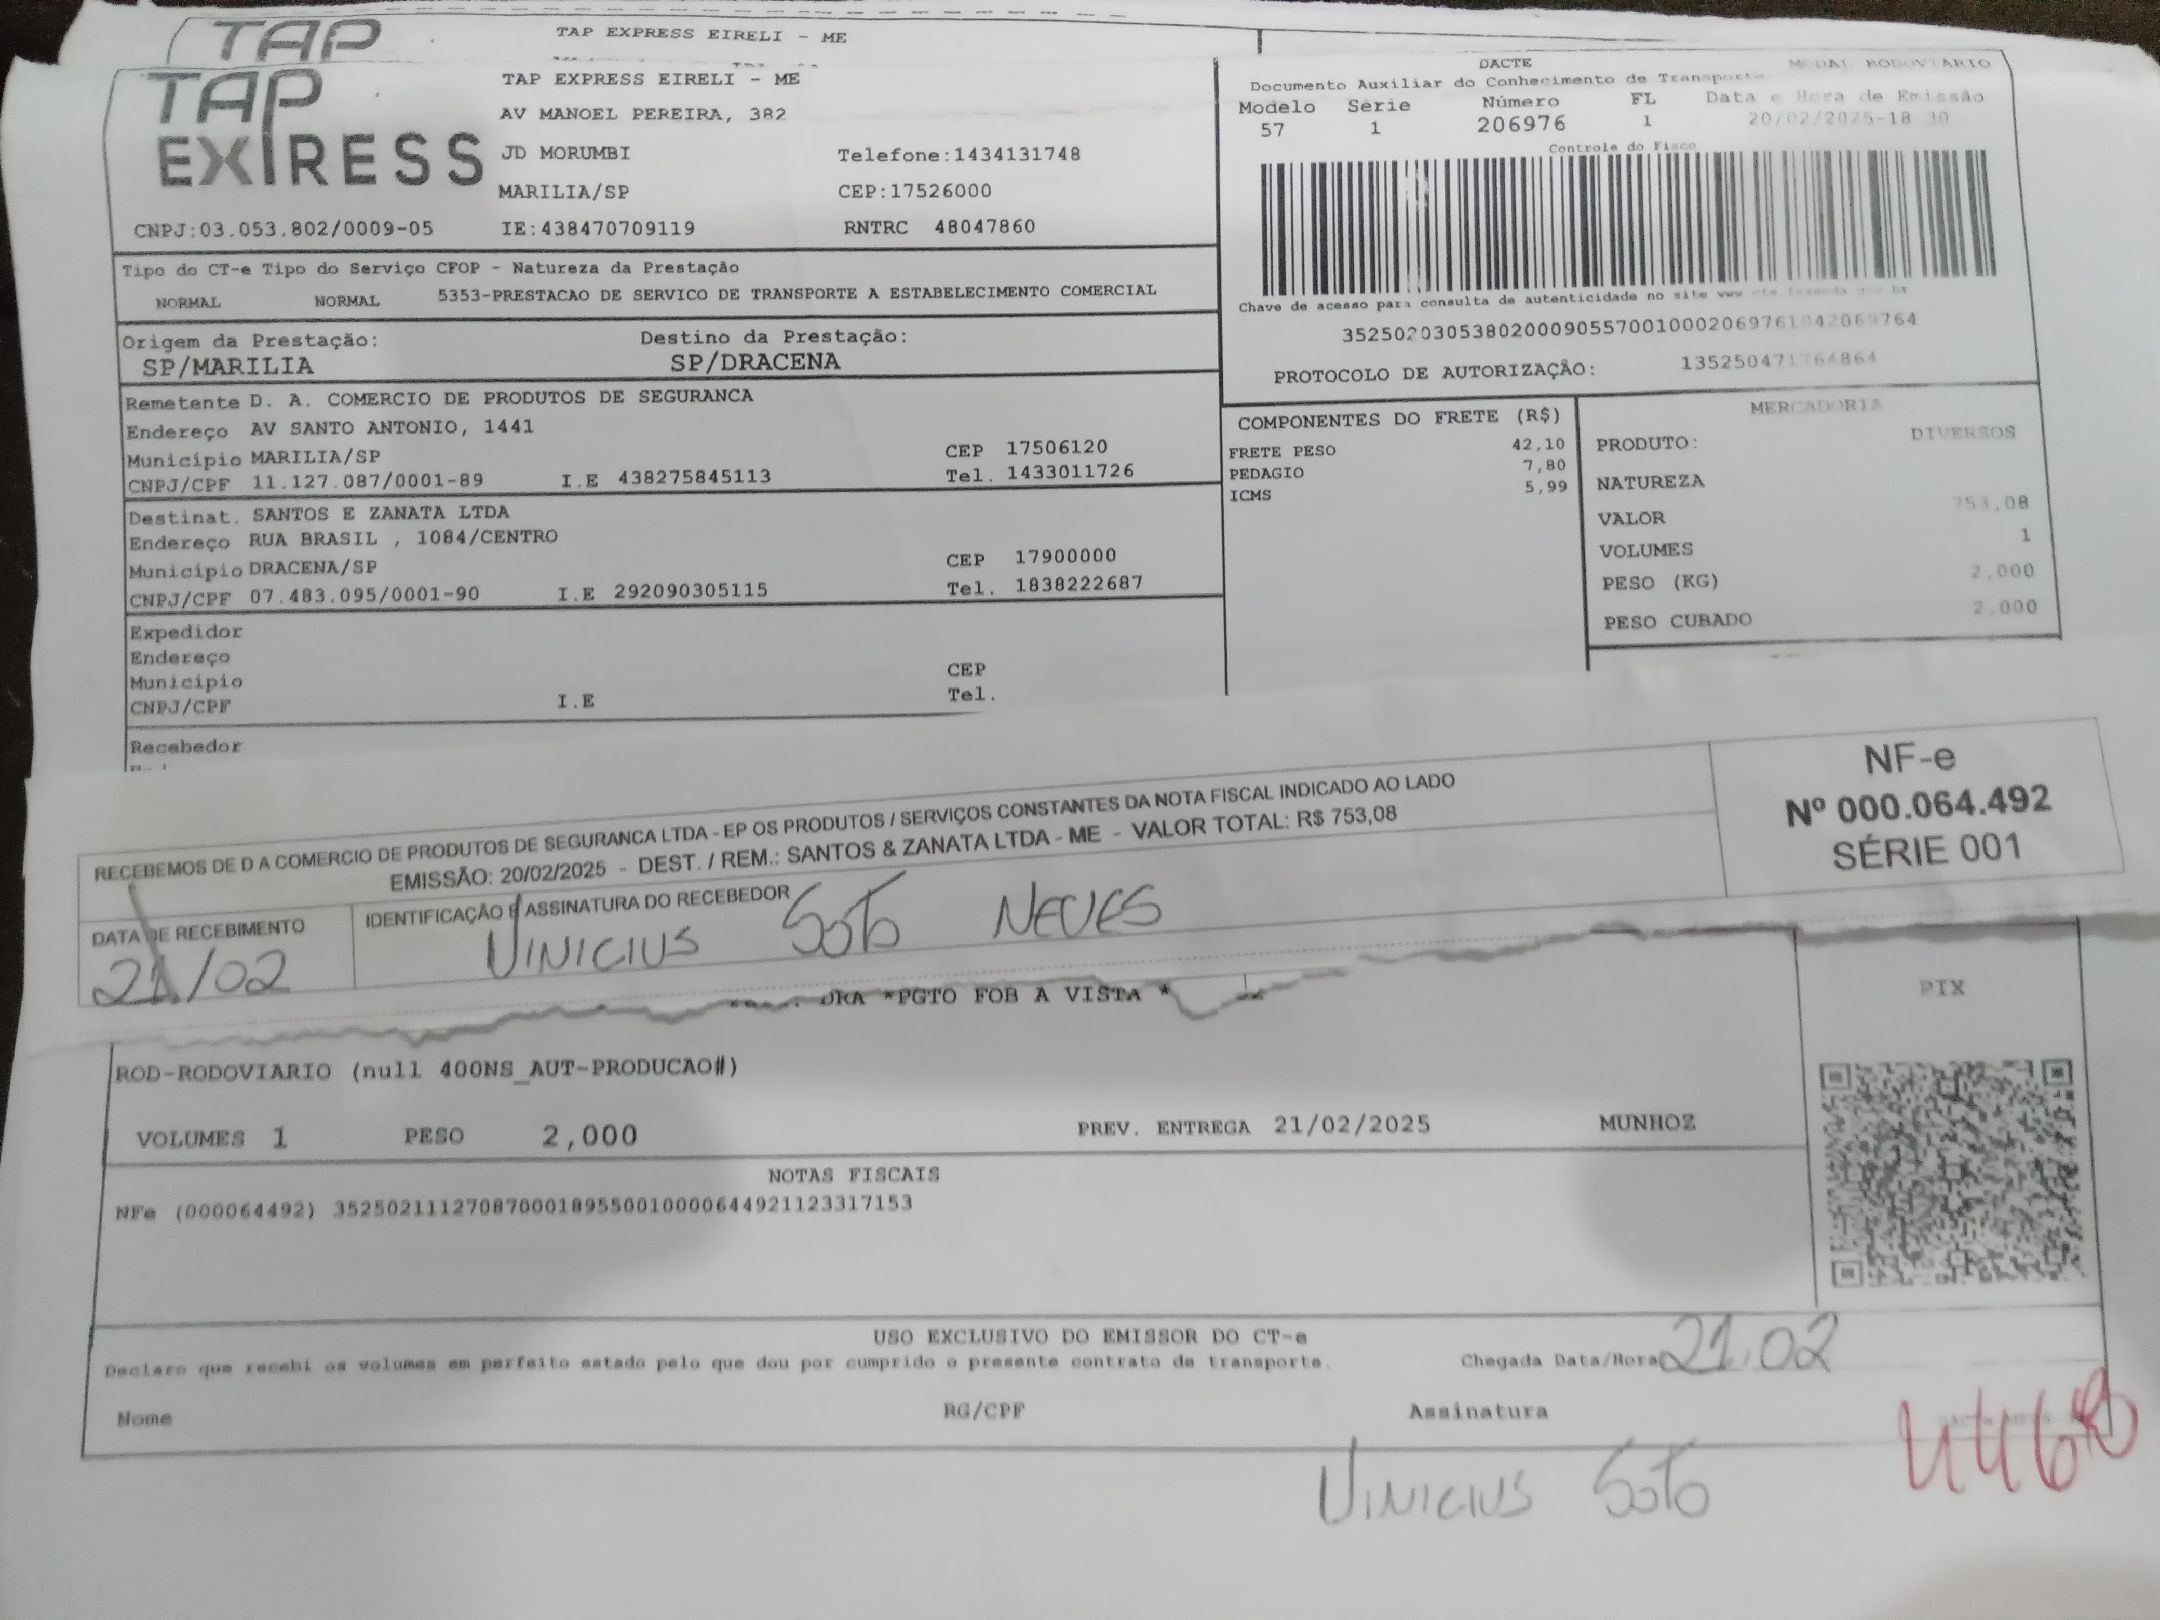 TAP
TAP EXPRESS EIRELI - ME
TAP EXPRESS
TAP EXPRESS EIRELI - ME
AV MANOEL PEREIRA, 382
JD MORUMBI Telefone:1434131748
MARILIA/SP CEP:17526000
CNPJ:03.053.802/0009-05 IE:438470709119 RNTRC 48047860
DACTE MODAL RODOVIARIO
Documento Auxiliar do Conhecimento de Transporte
Modelo Série Número FL Data e Hora de Emissão
57 1 206976 1 20/02/2025-18 30
Controle do Fisco
Chave de acesso para consulta de autenticidade no site www cte fazenda gov.br
35250203053802000905570010002069761042069764
PROTOCOLO DE AUTORIZAÇÃO: 135250471764864
Tipo do CT-e Tipo do Serviço CFOP - Natureza da Prestação
NORMAL NORMAL 5353-PRESTACAO DE SERVICO DE TRANSPORTE A ESTABELECIMENTO COMERCIAL
Origem da Prestação: Destino da Prestação:
SP/MARILIA SP/DRACENA
Remetente D. A. COMERCIO DE PRODUTOS DE SEGURANCA
Endereço AV SANTO ANTONIO, 1441
Município MARILIA/SP CEP 17506120
CNPJ/CPF 11.127.087/0001-89 I.E 438275845113 Tel. 1433011726
Destinat. SANTOS E ZANATA LTDA
Endereço RUA BRASIL , 1084/CENTRO
Município DRACENA/SP CEP 17900000
CNPJ/CPF 07.483.095/0001-90 I.E 292090305115 Tel. 1838222687
Expedidor
Endereço
Município CEP
CNPJ/CPF I.E Tel.
Recebedor
COMPONENTES DO FRETE (R$)
FRETE PESO 42,10
PEDAGIO 7,80
ICMS 5,99
MERCADORIA
PRODUTO: DIVERSOS
NATUREZA
VALOR 753,08
VOLUMES 1
PESO (KG) 2,000
PESO CUBADO 2,000
RECEBEMOS DE D A COMERCIO DE PRODUTOS DE SEGURANCA LTDA - EP OS PRODUTOS / SERVIÇOS CONSTANTES DA NOTA FISCAL INDICADO AO LADO
EMISSÃO: 20/02/2025 - DEST. / REM.: SANTOS & ZANATA LTDA - ME - VALOR TOTAL: R$ 753,08
NF-e
Nº 000.064.492
SÉRIE 001
DATA DE RECEBIMENTO IDENTIFICAÇÃO E ASSINATURA DO RECEBEDOR
21/02 VINICIUS SOTO NEVES
*PGTO FOB A VISTA *
PIX
ROD-RODOVIARIO (null 400NS_AUT-PRODUCAO#)
VOLUMES 1 PESO 2,000 PREV. ENTREGA 21/02/2025 MUNHOZ
NOTAS FISCAIS
NFe (000064492) 35250211127087000189550010000644921123317153
USO EXCLUSIVO DO EMISSOR DO CT-e
Declaro que recebi os volumes em perfeito estado pelo que dou por cumprido o presente contrato de transporte. Chegada Data/Hora 21.02
Nome RG/CPF Assinatura
VINICIUS SOTO